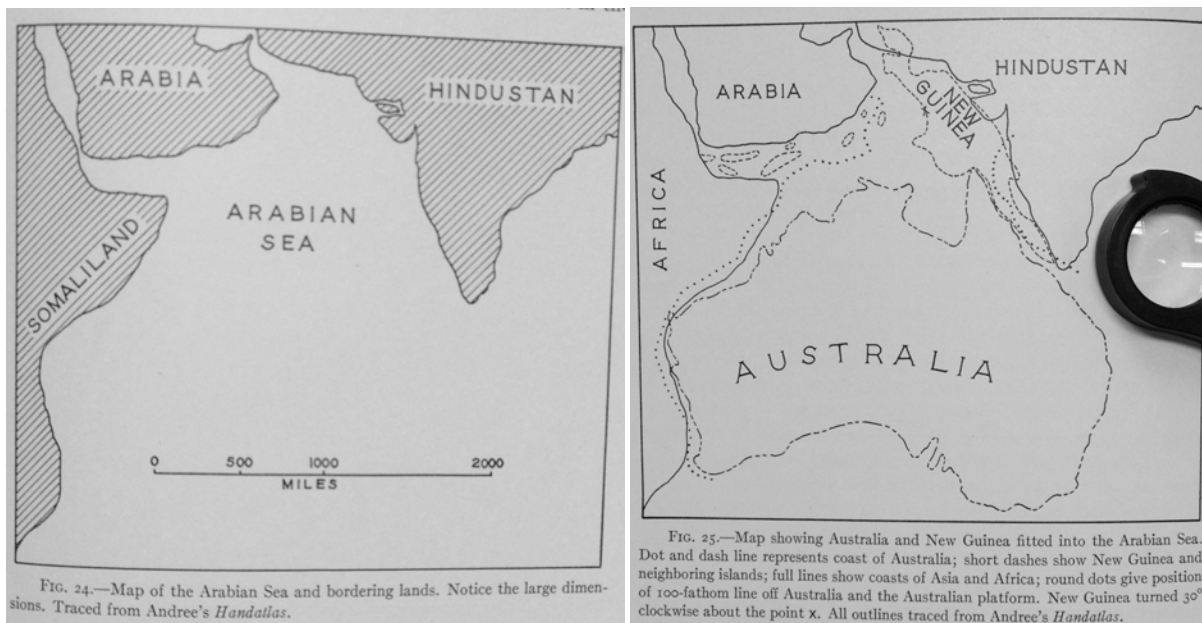 ARABIA
HINDUSTAN
ARABIAN
SEA
SOMALILAND
0 500 1000 2000
MILES
FIG. 24.—Map of the Arabian Sea and bordering lands. Notice the large dimen-
sions. Traced from Andree's Handatlas.
ARABIA
NEW
GUINEA
HINDUSTAN
AFRICA
AUSTRALIA
FIG. 25.—Map showing Australia and New Guinea fitted into the Arabian Sea.
Dot and dash line represents coast of Australia; short dashes show New Guinea and
neighboring islands; full lines show coasts of Asia and Africa; round dots give position
of 100-fathom line off Australia and the Australian platform. New Guinea turned 30°
clockwise about the point x. All outlines traced from Andree's Handatlas.